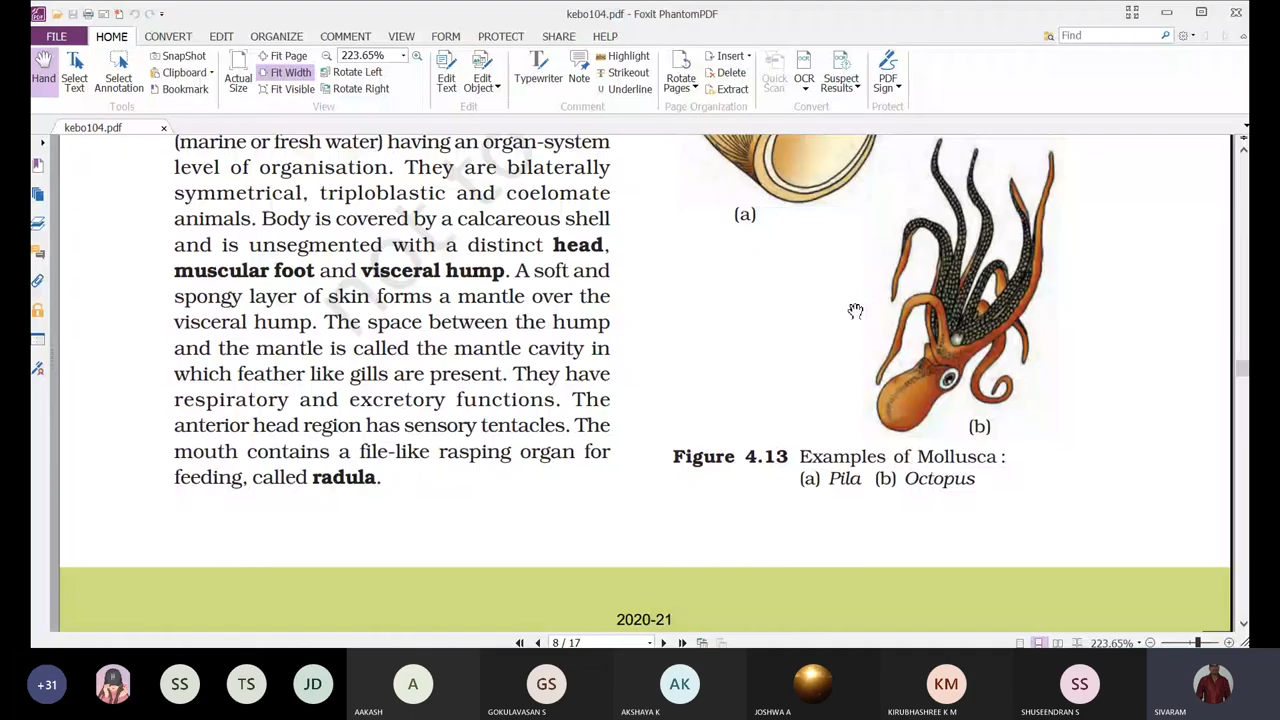 kebo104.pdf - Foxit PhantomPDF
FILE HOME CONVERT EDIT ORGANIZE COMMENT VIEW FORM PROTECT SHARE HELP
Find
Hand
Select Text
Select Annotation
SnapShot
Clipboard
Bookmark
Tools
Actual Size
Fit Page
Fit Width
Fit Visible
223.65%
Rotate Left
Rotate Right
View
Edit Text
Edit Object
Edit
Typewriter
Note
Highlight
Strikeout
Underline
Comment
Rotate Pages
Insert
Delete
Extract
Page Organization
Quick Scan
OCR
Suspect Results
Convert
PDF Sign
Protect
kebo104.pdf
(marine or fresh water) having an organ-system
level of organisation. They are bilaterally
symmetrical, triploblastic and coelomate
animals. Body is covered by a calcareous shell
and is unsegmented with a distinct head,
muscular foot and visceral hump. A soft and
spongy layer of skin forms a mantle over the
visceral hump. The space between the hump
and the mantle is called the mantle cavity in
which feather like gills are present. They have
respiratory and excretory functions. The
anterior head region has sensory tentacles. The
mouth contains a file-like rasping organ for
feeding, called radula.
not to
(a)
(b)
Figure 4.13 Examples of Mollusca :
(a) Pila (b) Octopus
2020-21
8 / 17
223.65%
+31
SS
TS
JD
A
AAKASH
GS
GOKULAVASAN S
AK
AKSHAYA K
JOSHWA A
KM
KIRUBHASHREE K M
SS
SHUSEENDRAN S
SIVARAM